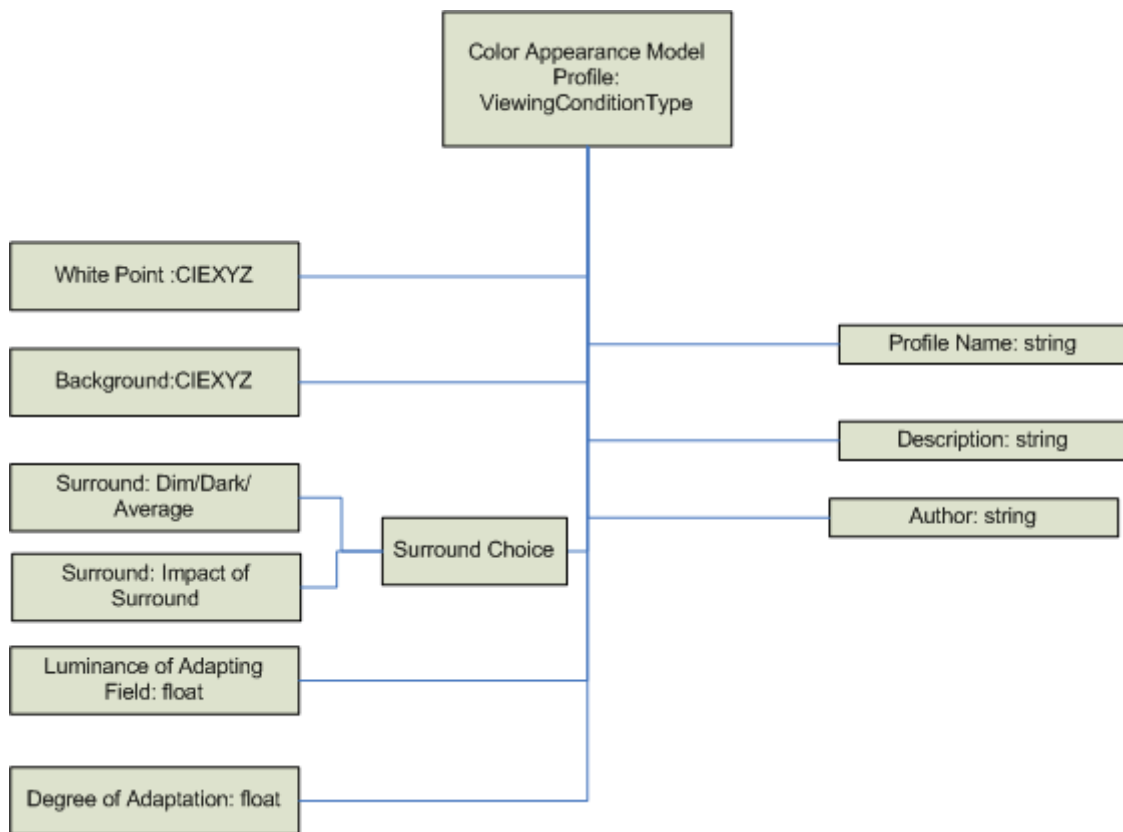 Color Appearance Model
Profile:
ViewingConditionType
White Point :CIEXYZ
Background:CIEXYZ
Surround: Dim/Dark/
Average
Surround: Impact of
Surround
Surround Choice
Luminance of Adapting
Field: float
Degree of Adaptation: float
Profile Name: string
Description: string
Author: string